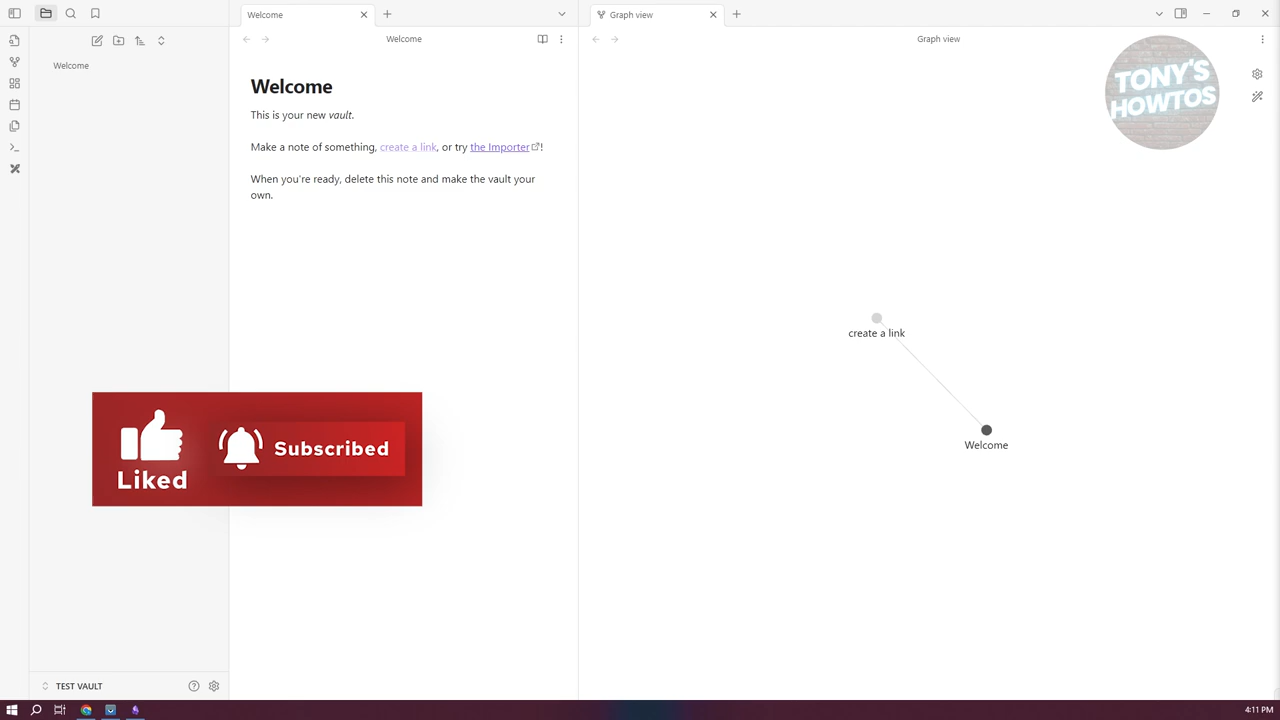 Welcome
Graph view
Welcome
Graph view
TONY'S
HOWTOS
Welcome
Welcome
This is your new vault.
Make a note of something, create a link, or try the Importer!
When you're ready, delete this note and make the vault your
own.
create a link
Welcome
Liked
Subscribed
TEST VAULT
4:11 PM